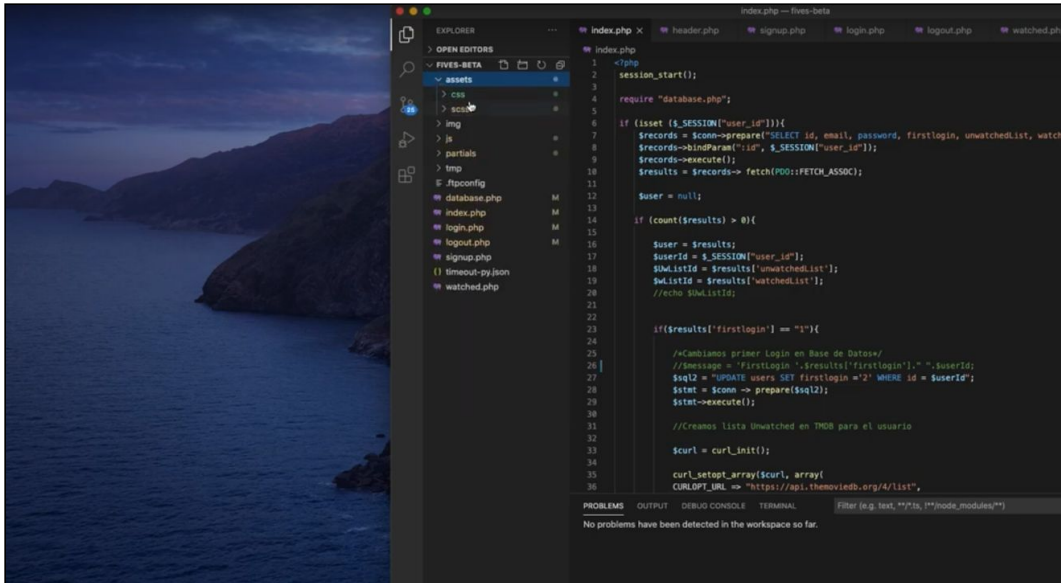 index.php — fives-beta
EXPLORER
OPEN EDITORS
FIVES-BETA
assets
css
scss
img
js
partials
tmp
.ftpconfig
database.php M
index.php M
login.php M
logout.php M
signup.php
{} timeout-py.json
watched.php
25
index.php × header.php signup.php login.php logout.php watched.ph
index.php
1 <?php
2 session_start();
3
4 require "database.php";
5
6 if (isset ($_SESSION["user_id"])){
7 $records = $conn->prepare("SELECT id, email, password, firstlogin, unwatchedList, watch
8 $records->bindParam(":id", $_SESSION["user_id"]);
9 $records->execute();
10 $results = $records-> fetch(PDO::FETCH_ASSOC);
11
12 $user = null;
13
14 if (count($results) > 0){
15
16 $user = $results;
17 $userId = $_SESSION["user_id"];
18 $UwListId = $results['unwatchedList'];
19 $wListId = $results['watchedList'];
20 //echo $UwListId;
21
22
23 if($results['firstlogin'] == "1"){
24
25 /*Cambiamos primer Login en Base de Datos*/
26 //$message = 'FirstLogin '.$results['firstlogin']." ".$userId;
27 $sql2 = "UPDATE users SET firstlogin ='2' WHERE id = $userId";
28 $stmt = $conn -> prepare($sql2);
29 $stmt->execute();
30
31 //Creamos lista Unwatched en TMDB para el usuario
32
33 $curl = curl_init();
34
35 curl_setopt_array($curl, array(
36 CURLOPT_URL => "https://api.themoviedb.org/4/list",
PROBLEMS OUTPUT DEBUG CONSOLE TERMINAL Filter (e.g. text, **/*.ts, !**/node_modules/**)
No problems have been detected in the workspace so far.